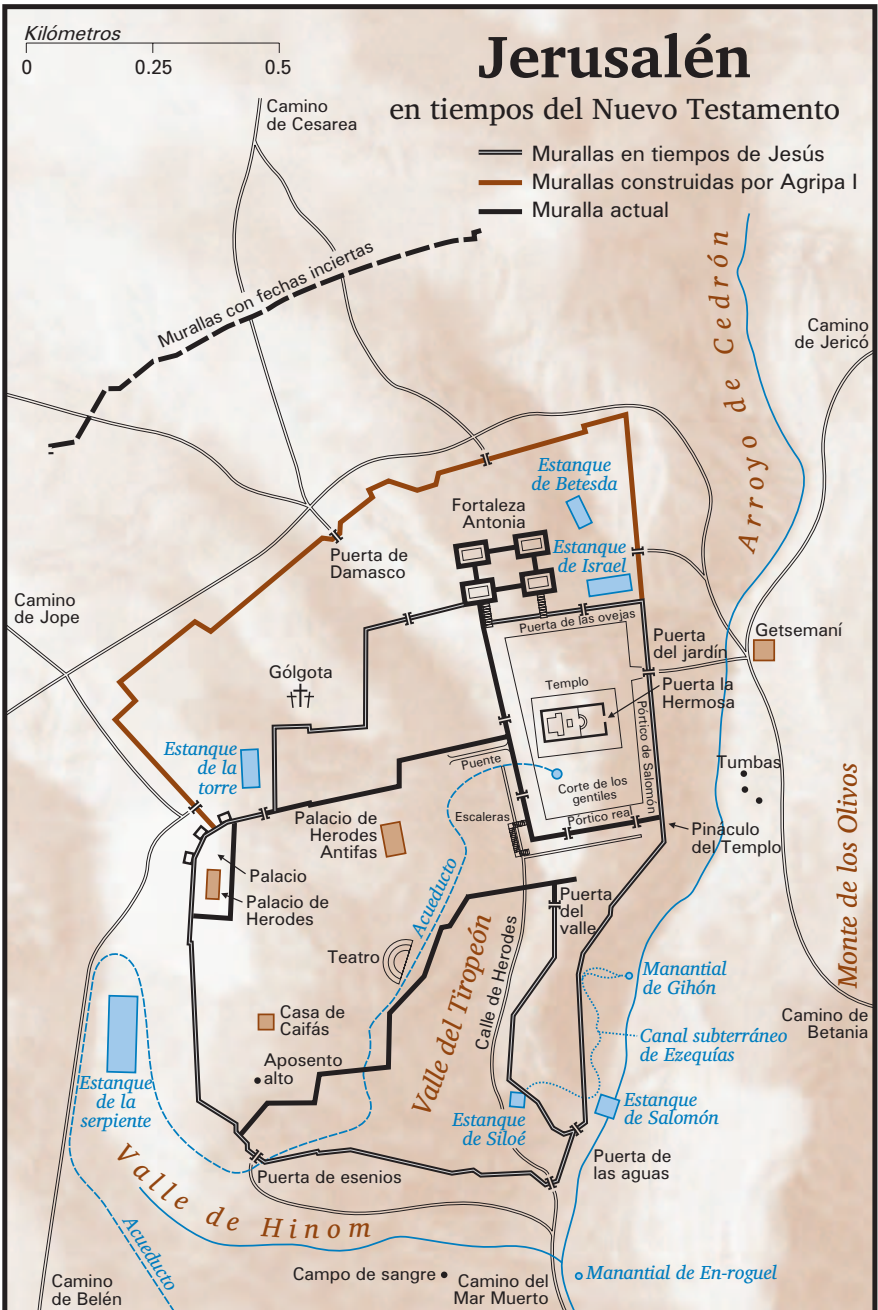 Kilómetros
0 0.25 0.5
Jerusalén
en tiempos del Nuevo Testamento
Murallas en tiempos de Jesús
Murallas construidas por Agripa I
Muralla actual
Camino
de Cesarea
Murallas con fechas inciertas
Arroyo de Cedrón
Camino
de Jericó
Estanque
de Betesda
Fortaleza
Antonia
Estanque
de Israel
Puerta de
Damasco
Camino
de Jope
Puerta de las ovejas
Puerta
del jardín
Getsemaní
Gólgota
Templo
Puerta la
Hermosa
Pórtico de Salomón
Estanque
de la
torre
Puente
Corte de los
gentiles
Tumbas
Palacio de
Herodes
Antifas
Escaleras
Pórtico real
Pináculo
del Templo
Monte de los Olivos
Palacio
Palacio de
Herodes
Acueducto
Puerta
del
valle
Teatro
Valle del Tiropeón
Calle de Herodes
Manantial
de Gihón
Casa de
Caifás
Canal subterráneo
de Ezequías
Camino de
Betania
Aposento
alto
Estanque
de la
serpiente
Estanque
de Siloé
Estanque
de Salomón
Puerta de
las aguas
Puerta de esenios
Valle de Hinom
Acueducto
Camino
de Belén
Campo de sangre
Camino del
Mar Muerto
Manantial de En-roguel